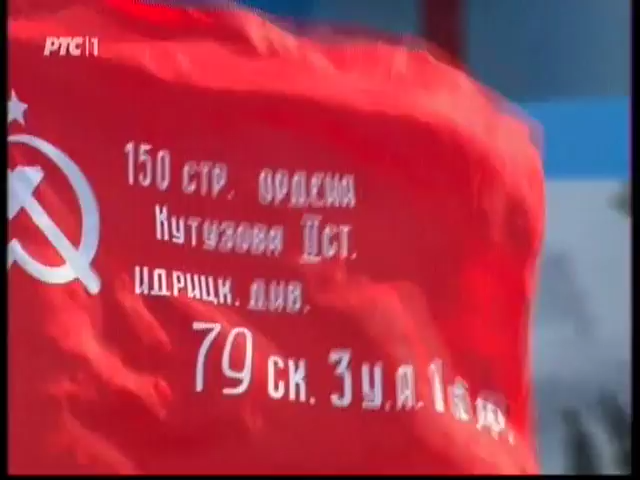 РТС|1
150 СТР. ОРДЕНА
КУТУЗОВА II СТ.
ИДРИЦК. ДИВ.
79 СК. 3 У.А. 1 Б.Ф.